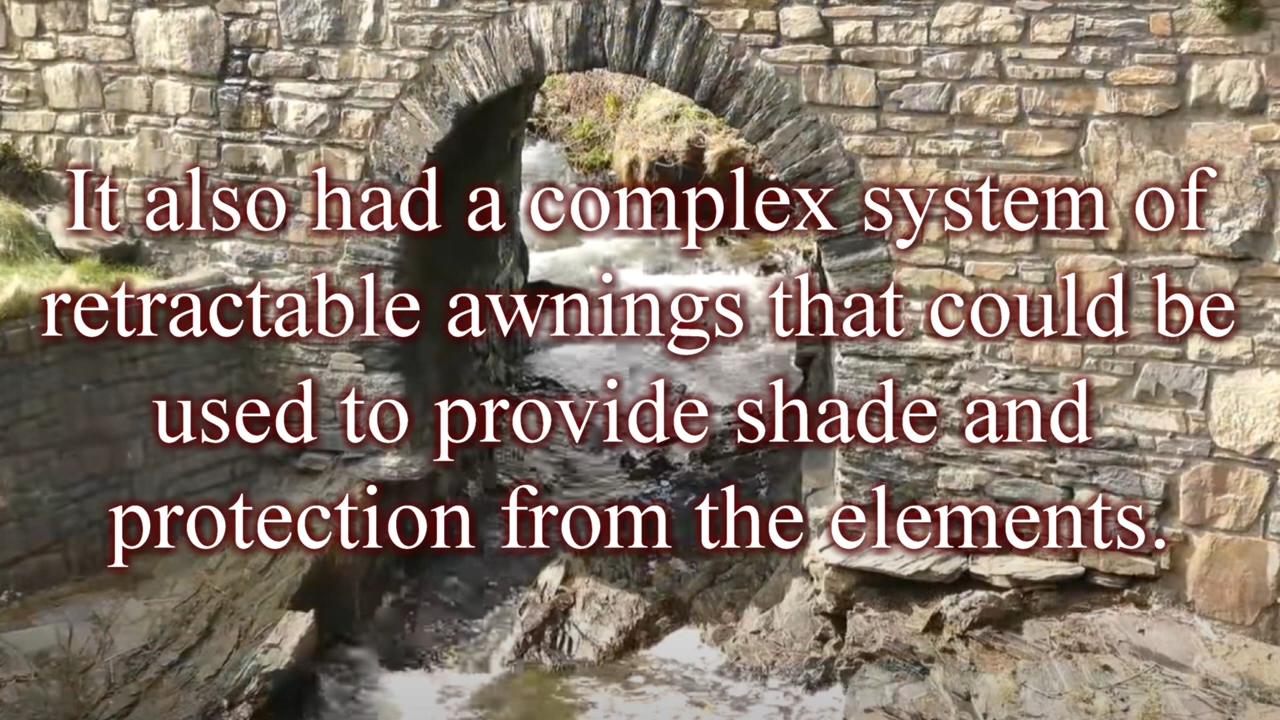 It also had a complex system of
retractable awnings that could be
used to provide shade and
protection from the elements.